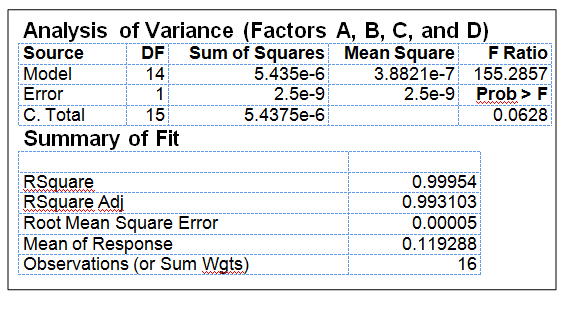 Analysis of Variance (Factors A, B, C, and D)
Source DF Sum of Squares Mean Square F Ratio
Model 14 5.435e-6 3.8821e-7 155.2857
Error 1 2.5e-9 2.5e-9 Prob > F
C. Total 15 5.4375e-6 0.0628
Summary of Fit
RSquare 0.99954
RSquare Adj 0.993103
Root Mean Square Error 0.00005
Mean of Response 0.119288
Observations (or Sum Wgts) 16